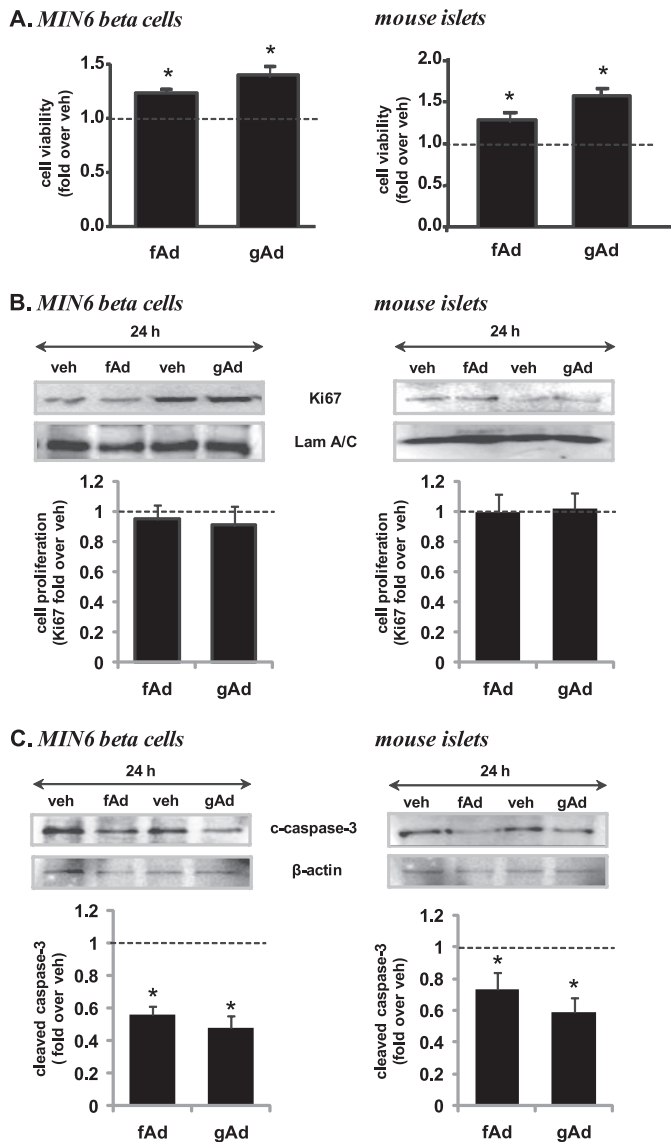 A. MIN6 beta cells
mouse islets
cell viability
(fold over veh)
1.5
1.0
0.5
0.0
*
*
fAd
gAd
cell viability
(fold over veh)
2.0
1.5
1.0
0.5
0.0
*
*
fAd
gAd
B. MIN6 beta cells
mouse islets
24 h
veh fAd veh gAd
24 h
veh fAd veh gAd
Ki67
Lam A/C
cell proliferation
(Ki67 fold over veh)
1.2
1
0.8
0.6
0.4
0.2
0
fAd
gAd
cell proliferation
(Ki67 fold over veh)
1.2
1
0.8
0.6
0.4
0.2
0
fAd
gAd
C. MIN6 beta cells
mouse islets
24 h
veh fAd veh gAd
24 h
veh fAd veh gAd
c-caspase-3
β-actin
cleaved caspase-3
( fold over veh)
1.2
1
0.8
0.6
0.4
0.2
0
*
*
fAd
gAd
cleaved caspase-3
(fold over veh)
1.2
1
0.8
0.6
0.4
0.2
0
*
*
fAd
gAd